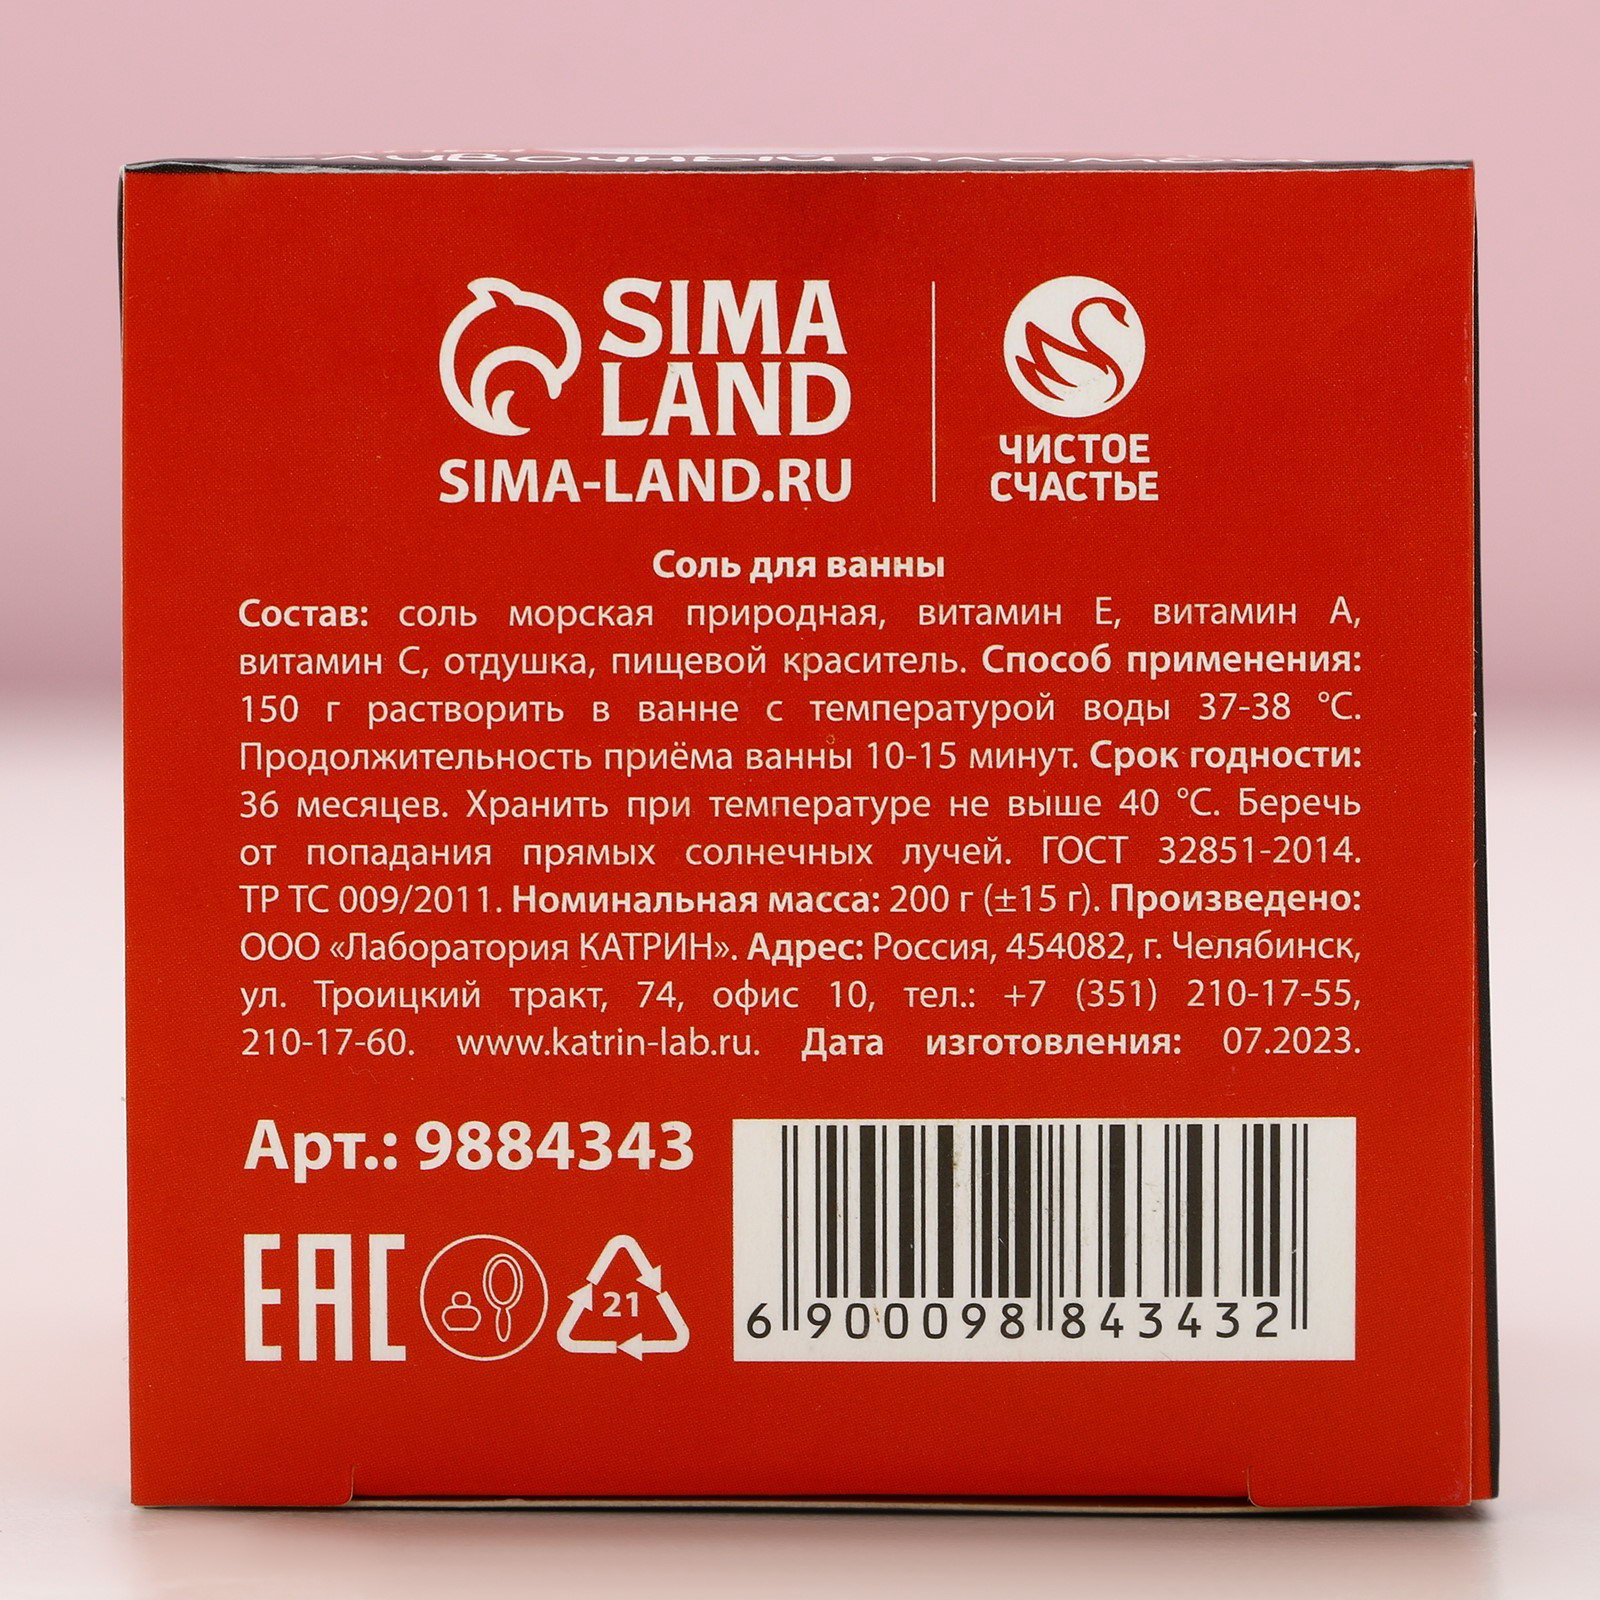 SIMA
LAND
SIMA-LAND.RU
ЧИСТОЕ
СЧАСТЬЕ
Соль для ванны
Состав: соль морская природная, витамин Е, витамин А,
витамин С, отдушка, пищевой краситель. Способ применения:
150 г растворить в ванне с температурой воды 37-38 °С.
Продолжительность приёма ванны 10-15 минут. Срок годности:
36 месяцев. Хранить при температуре не выше 40 °С. Беречь
от попадания прямых солнечных лучей. ГОСТ 32851-2014.
ТР ТС 009/2011. Номинальная масса: 200 г (±15 г). Произведено:
ООО «Лаборатория КАТРИН». Адрес: Россия, 454082, г. Челябинск,
ул. Троицкий тракт, 74, офис 10, тел.: +7 (351) 210-17-55,
210-17-60. www.katrin-lab.ru. Дата изготовления: 07.2023.
Арт.: 9884343
EAC
21
6 900098 843432